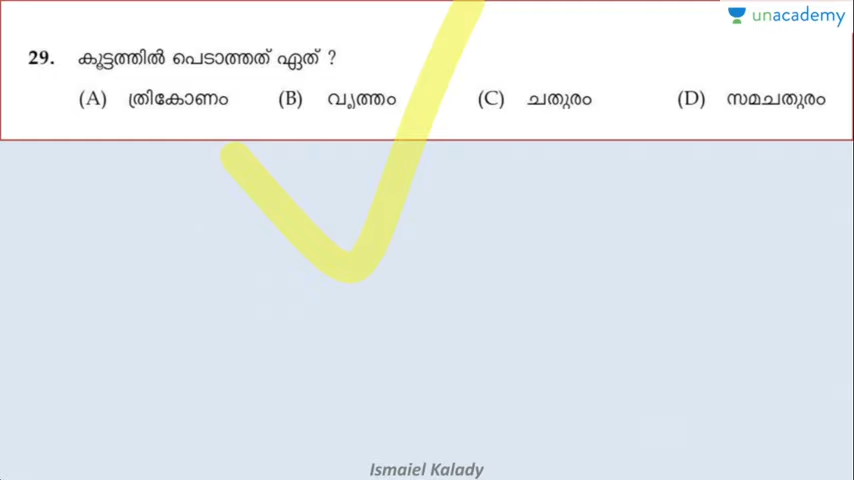 unacademy
29. കൂട്ടത്തിൽ പെടാത്തത് ഏത് ?
(A) ത്രികോണം (B) വൃത്തം (C) ചതുരം (D) സമചതുരം
Ismaiel Kalady